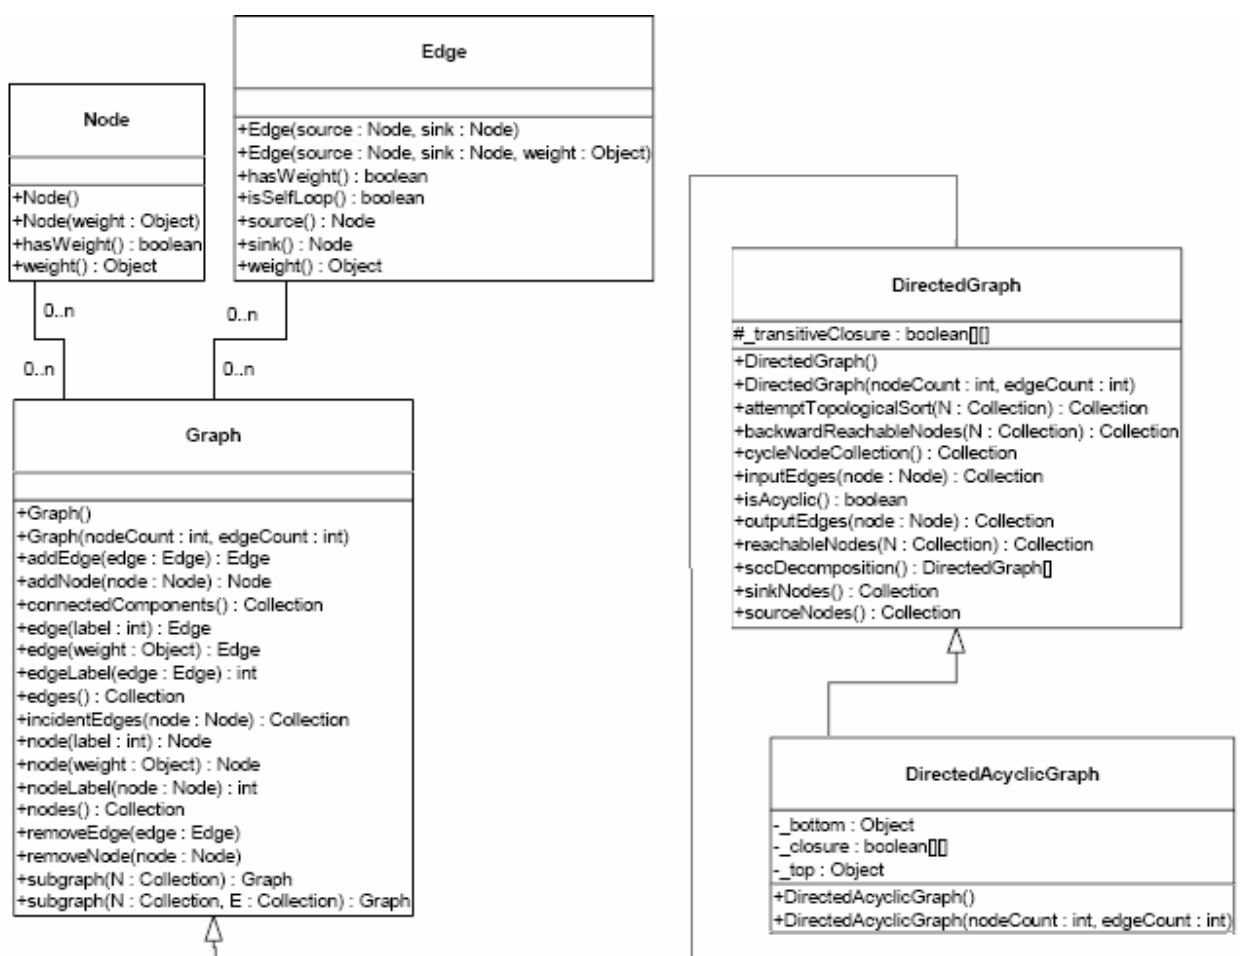 Edge
+Edge(source : Node, sink : Node)
+Edge(source : Node, sink : Node, weight : Object)
+hasWeight() : boolean
+isSelfLoop() : boolean
+source() : Node
+sink() : Node
+weight() : Object
Node
+Node()
+Node(weight : Object)
+hasWeight() : boolean
+weight() : Object
0..n
0..n
0..n
0..n
Graph
+Graph()
+Graph(nodeCount : int, edgeCount : int)
+addEdge(edge : Edge) : Edge
+addNode(node : Node) : Node
+connectedComponents() : Collection
+edge(label : int) : Edge
+edge(weight : Object) : Edge
+edgeLabel(edge : Edge) : int
+edges() : Collection
+incidentEdges(node : Node) : Collection
+node(label : int) : Node
+node(weight : Object) : Node
+nodeLabel(node : Node) : int
+nodes() : Collection
+removeEdge(edge : Edge)
+removeNode(node : Node)
+subgraph(N : Collection) : Graph
+subgraph(N : Collection, E : Collection) : Graph
DirectedGraph
#_transitiveClosure : boolean[][]
+DirectedGraph()
+DirectedGraph(nodeCount : int, edgeCount : int)
+attemptTopologicalSort(N : Collection) : Collection
+backwardReachableNodes(N : Collection) : Collection
+cycleNodeCollection() : Collection
+inputEdges(node : Node) : Collection
+isAcyclic() : boolean
+outputEdges(node : Node) : Collection
+reachableNodes(N : Collection) : Collection
+sccDecomposition() : DirectedGraph[]
+sinkNodes() : Collection
+sourceNodes() : Collection
DirectedAcyclicGraph
-_bottom : Object
-_closure : boolean[][]
-_top : Object
+DirectedAcyclicGraph()
+DirectedAcyclicGraph(nodeCount : int, edgeCount : int)